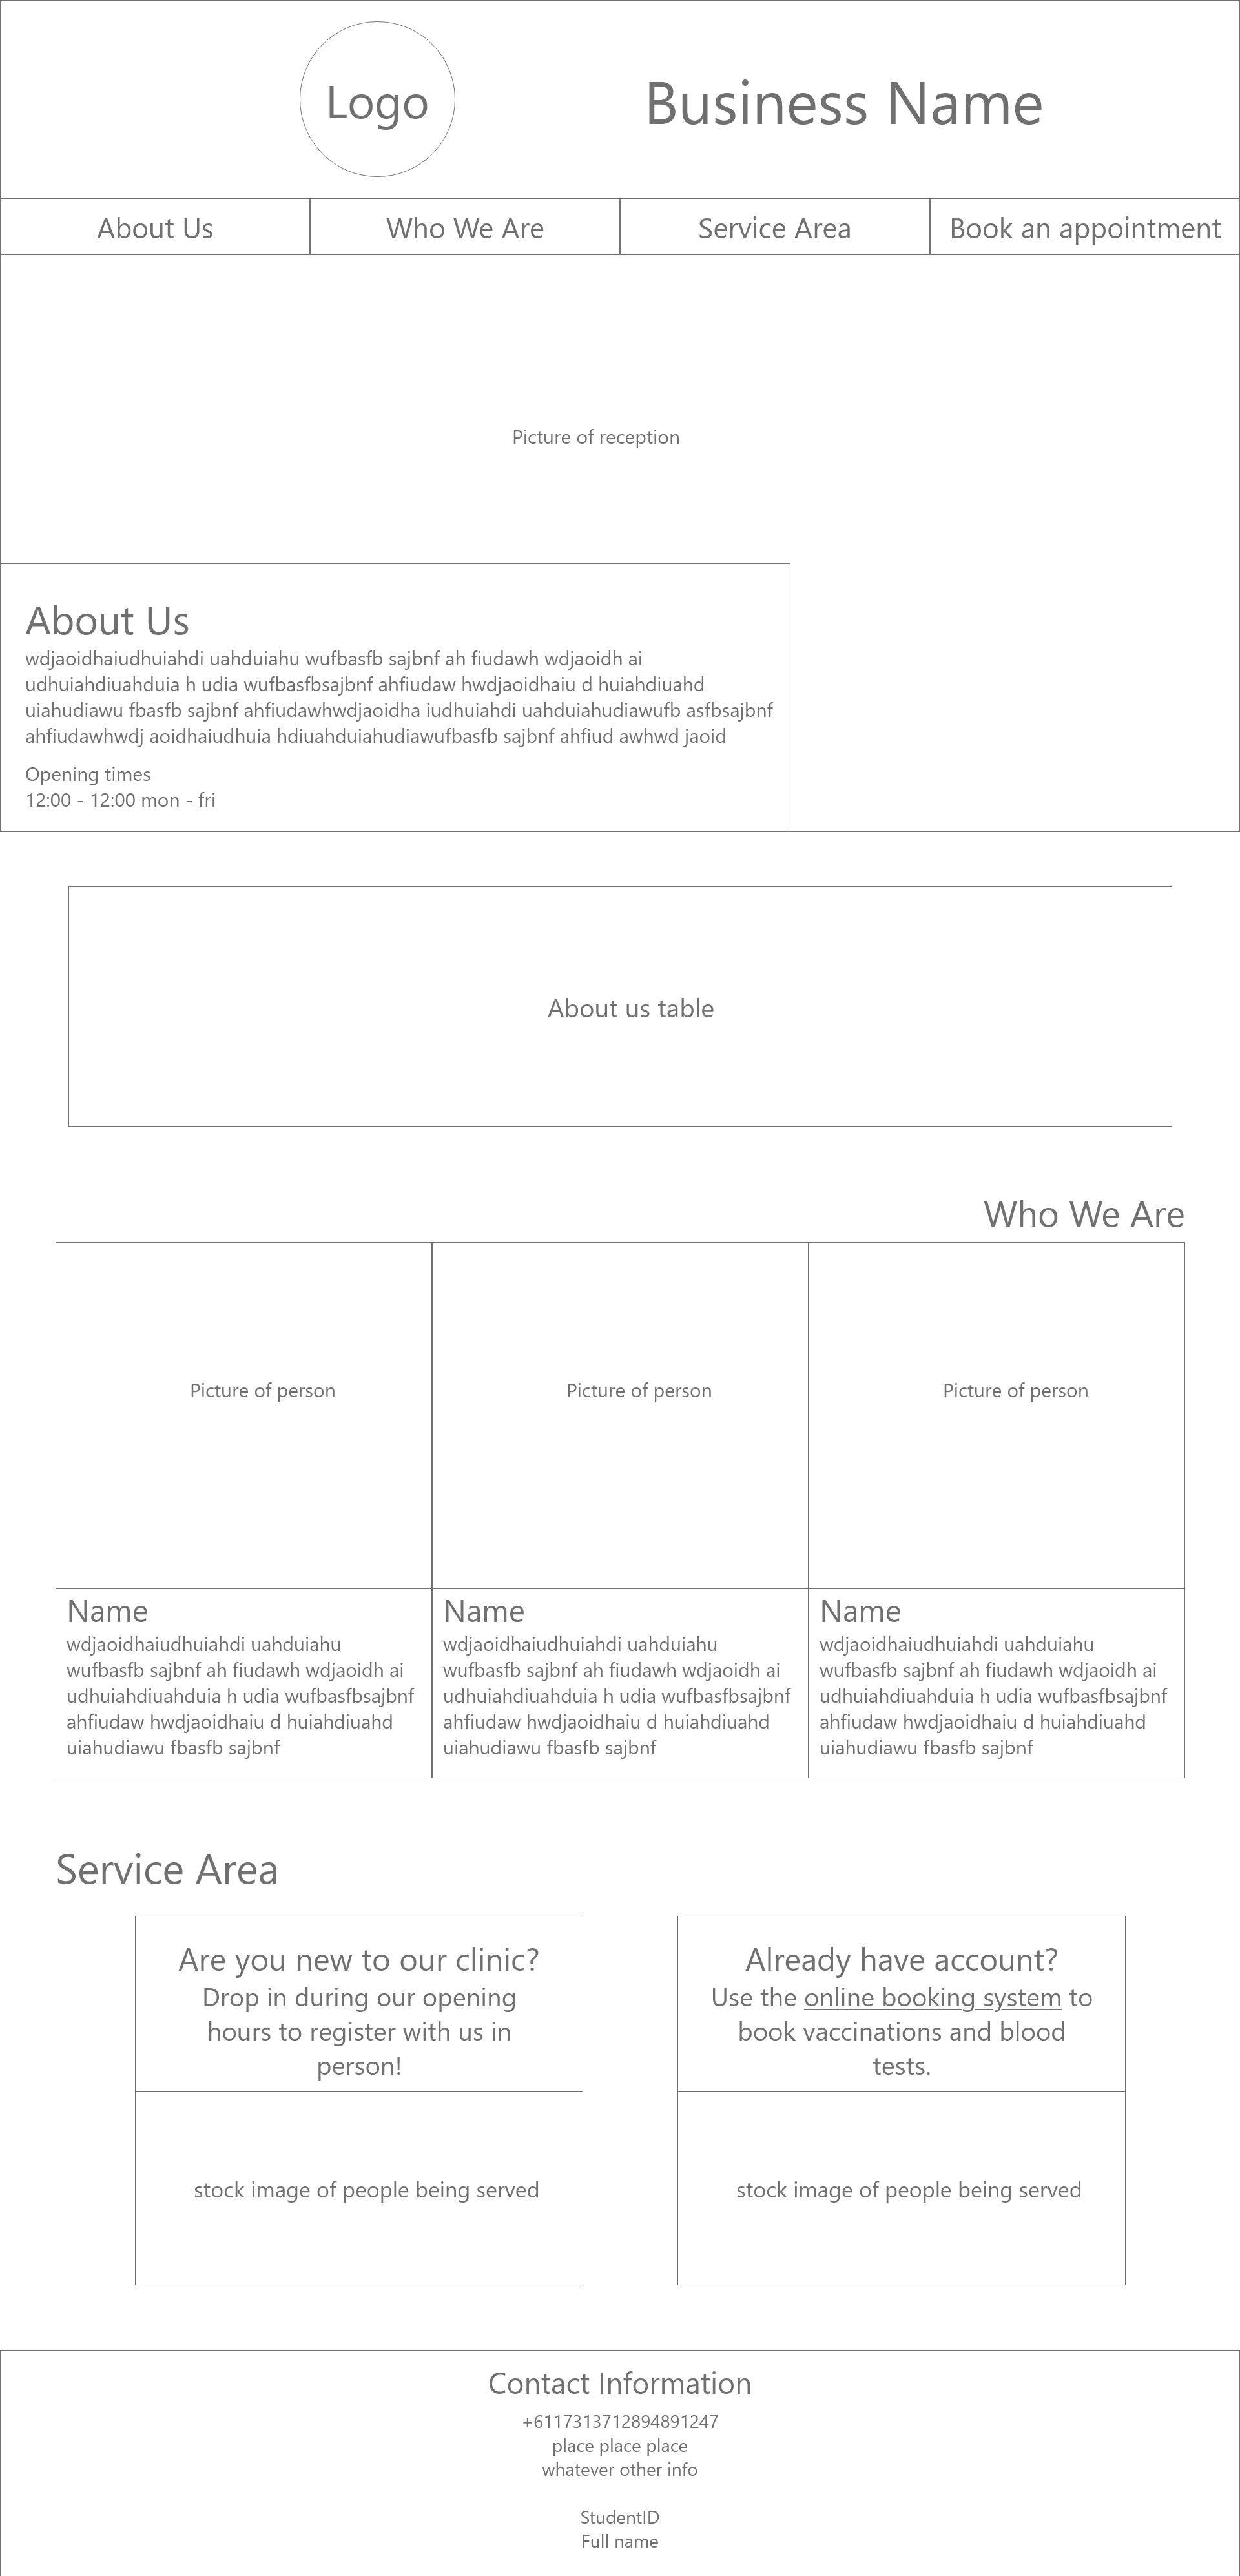 Logo
Business Name
About Us
Who We Are
Service Area
Book an appointment
Picture of reception
About Us
wdjaoidhaiudhuiahdi uahduiahu wufbasfb sajbnf ah fiudawh wdjaoidh ai
udhuiahdiuahduia h udia wufbasfbsajbnf ahfiudaw hwdjaoidhaiu d huiahdiuahd
uiahudiawu fbasfb sajbnf ahfiudawhwdjaoidha iudhuiahdi uahduiahudiawufb asfbsajbnf
ahfiudawhwdj aoidhaiudhuia hdiuahduiahudiawufbasfb sajbnf ahfiud awhwd jaoid
Opening times
12:00 - 12:00 mon - fri
About us table
Who We Are
Picture of person
Picture of person
Picture of person
Name
wdjaoidhaiudhuiahdi uahduiahu
wufbasfb sajbnf ah fiudawh wdjaoidh ai
udhuiahdiuahduia h udia wufbasfbsajbnf
ahfiudaw hwdjaoidhaiu d huiahdiuahd
uiahudiawu fbasfb sajbnf
Name
wdjaoidhaiudhuiahdi uahduiahu
wufbasfb sajbnf ah fiudawh wdjaoidh ai
udhuiahdiuahduia h udia wufbasfbsajbnf
ahfiudaw hwdjaoidhaiu d huiahdiuahd
uiahudiawu fbasfb sajbnf
Name
wdjaoidhaiudhuiahdi uahduiahu
wufbasfb sajbnf ah fiudawh wdjaoidh ai
udhuiahdiuahduia h udia wufbasfbsajbnf
ahfiudaw hwdjaoidhaiu d huiahdiuahd
uiahudiawu fbasfb sajbnf
Service Area
Are you new to our clinic?
Drop in during our opening
hours to register with us in
person!
stock image of people being served
Already have account?
Use the online booking system to
book vaccinations and blood
tests.
stock image of people being served
Contact Information
+6117313712894891247
place place place
whatever other info
StudentID
Full name